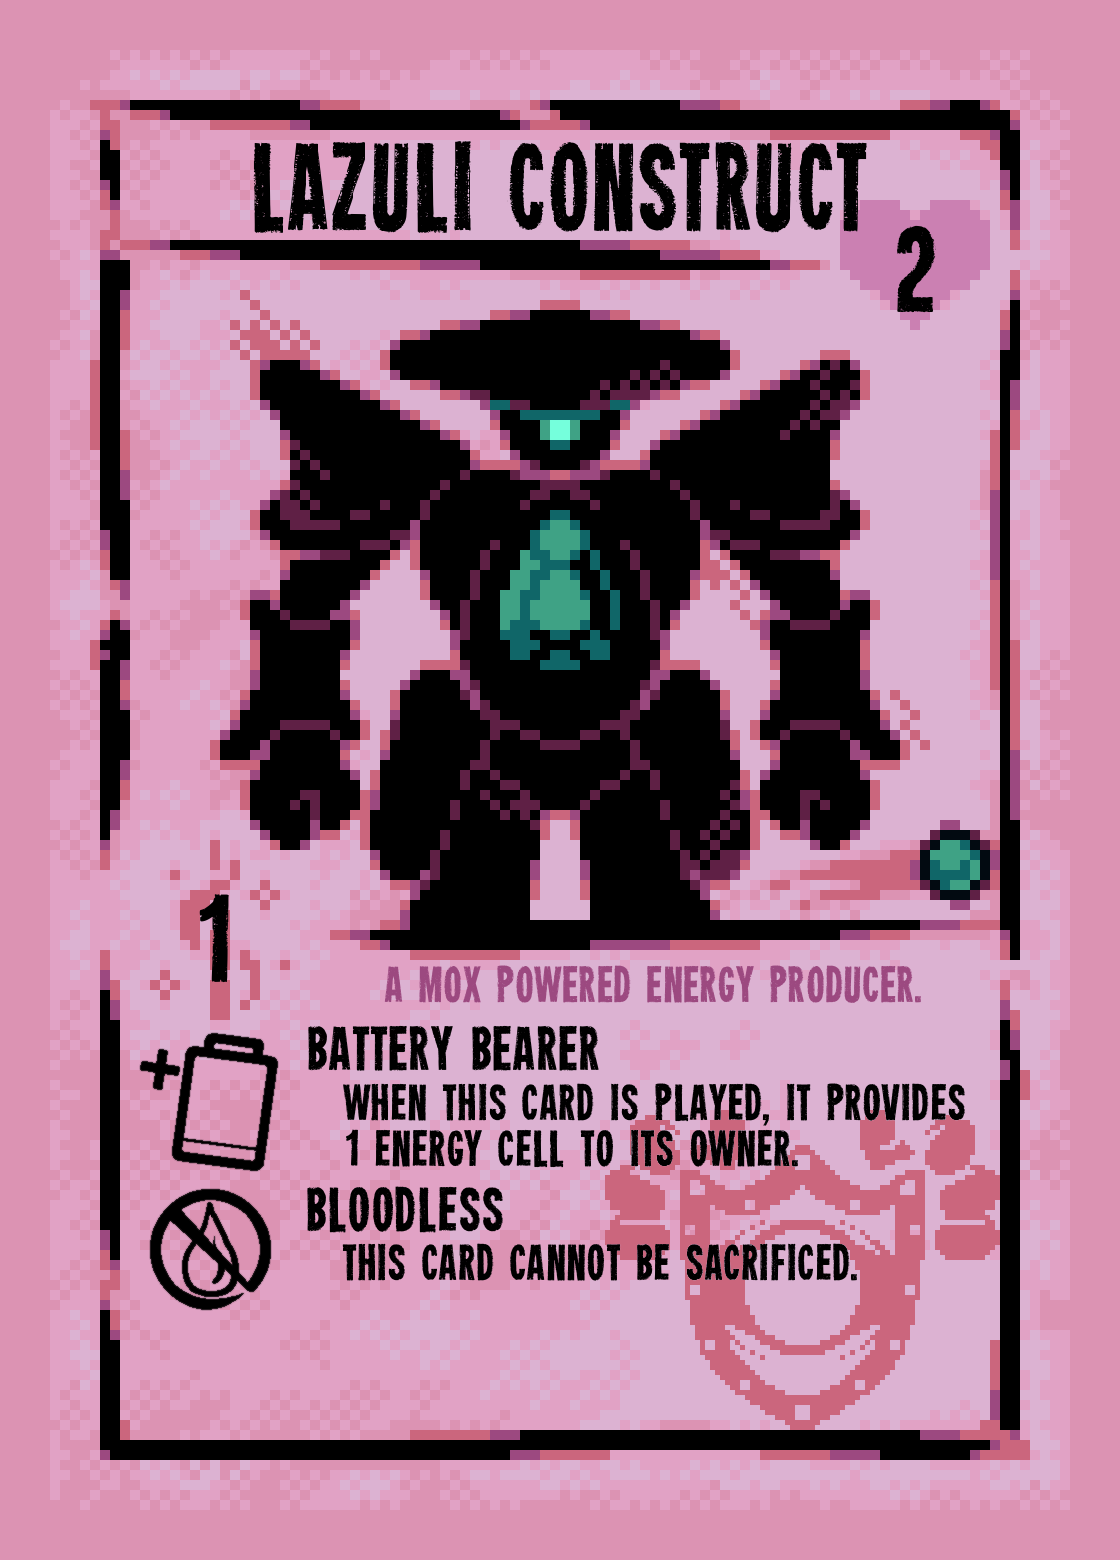 LAZULI CONSTRUCT
2
1
A MOX POWERED ENERGY PRODUCER.
BATTERY BEARER
WHEN THIS CARD IS PLAYED, IT PROVIDES
1 ENERGY CELL TO ITS OWNER.
BLOODLESS
THIS CARD CANNOT BE SACRIFICED.